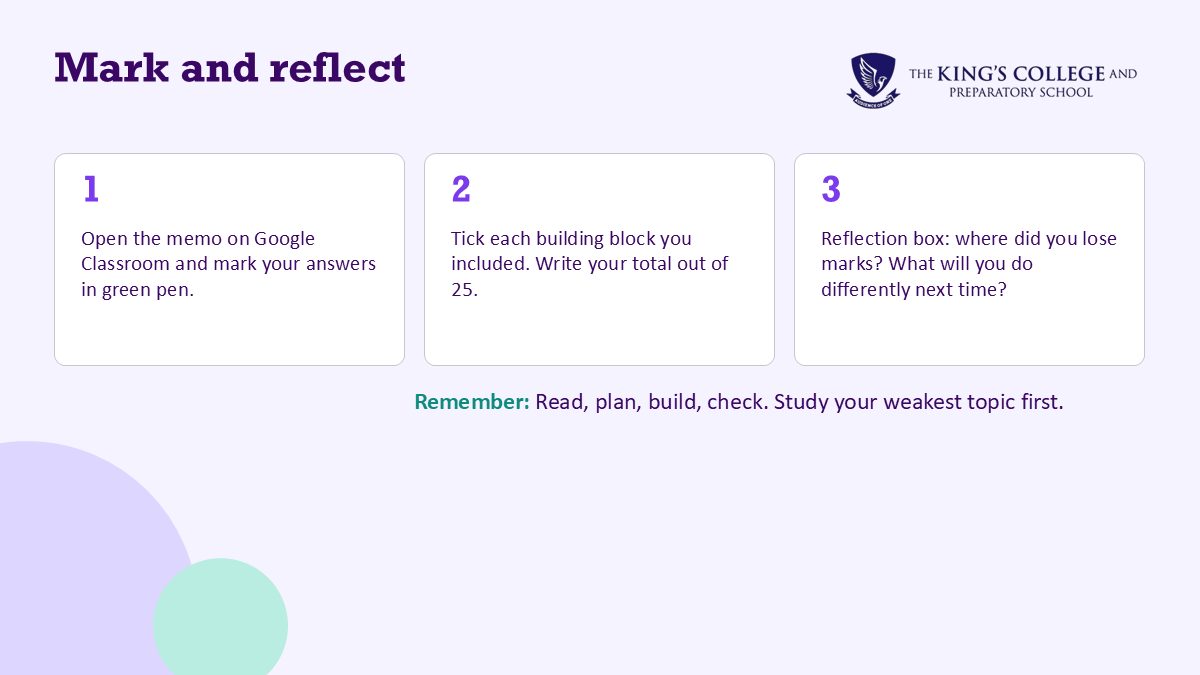 Mark and reflect
THE KING'S COLLEGE AND
PREPARATORY SCHOOL
AUDIENCE OF ONE
1
Open the memo on Google
Classroom and mark your answers
in green pen.
2
Tick each building block you
included. Write your total out of
25.
3
Reflection box: where did you lose
marks? What will you do
differently next time?
Remember: Read, plan, build, check. Study your weakest topic first.